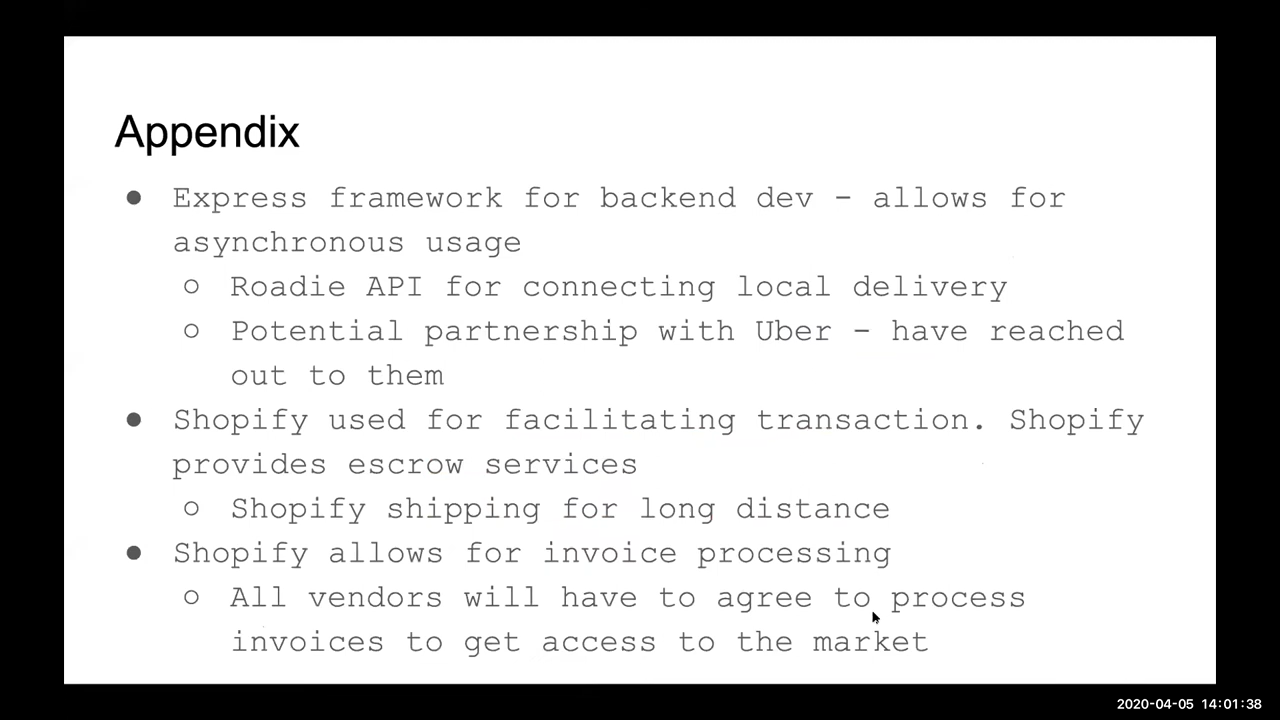 Appendix
● Express framework for backend dev - allows for
asynchronous usage
○ Roadie API for connecting local delivery
○ Potential partnership with Uber - have reached
out to them
● Shopify used for facilitating transaction. Shopify
provides escrow services
○ Shopify shipping for long distance
● Shopify allows for invoice processing
○ All vendors will have to agree to process
invoices to get access to the market
2020-04-05 14:01:38